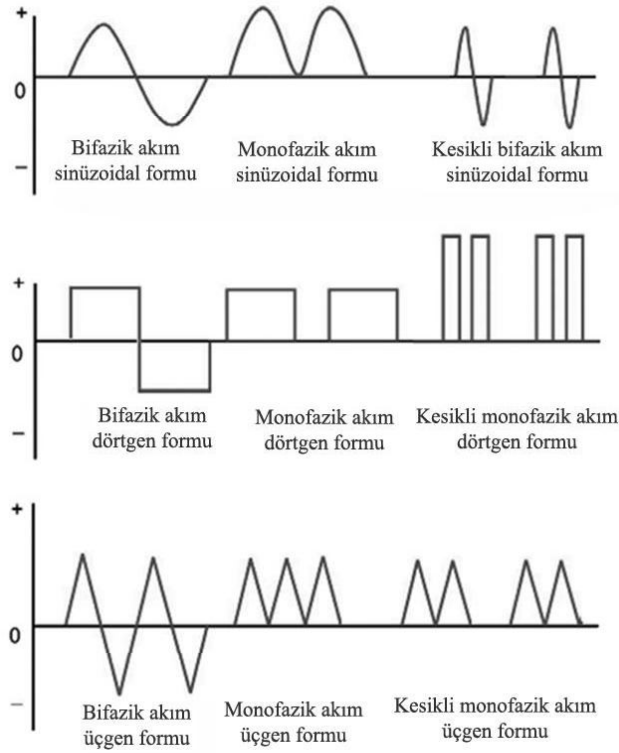 +
0
Bifazik akım
sinüzoidal formu
Monofazik akım
sinüzoidal formu
Kesikli bifazik akım
sinüzoidal formu
−
+
0
Bifazik akım
dörtgen formu
Monofazik akım
dörtgen formu
Kesikli monofazik akım
dörtgen formu
−
+
0
−
Bifazik akım
üçgen formu
Monofazik akım
üçgen formu
Kesikli monofazik akım
üçgen formu